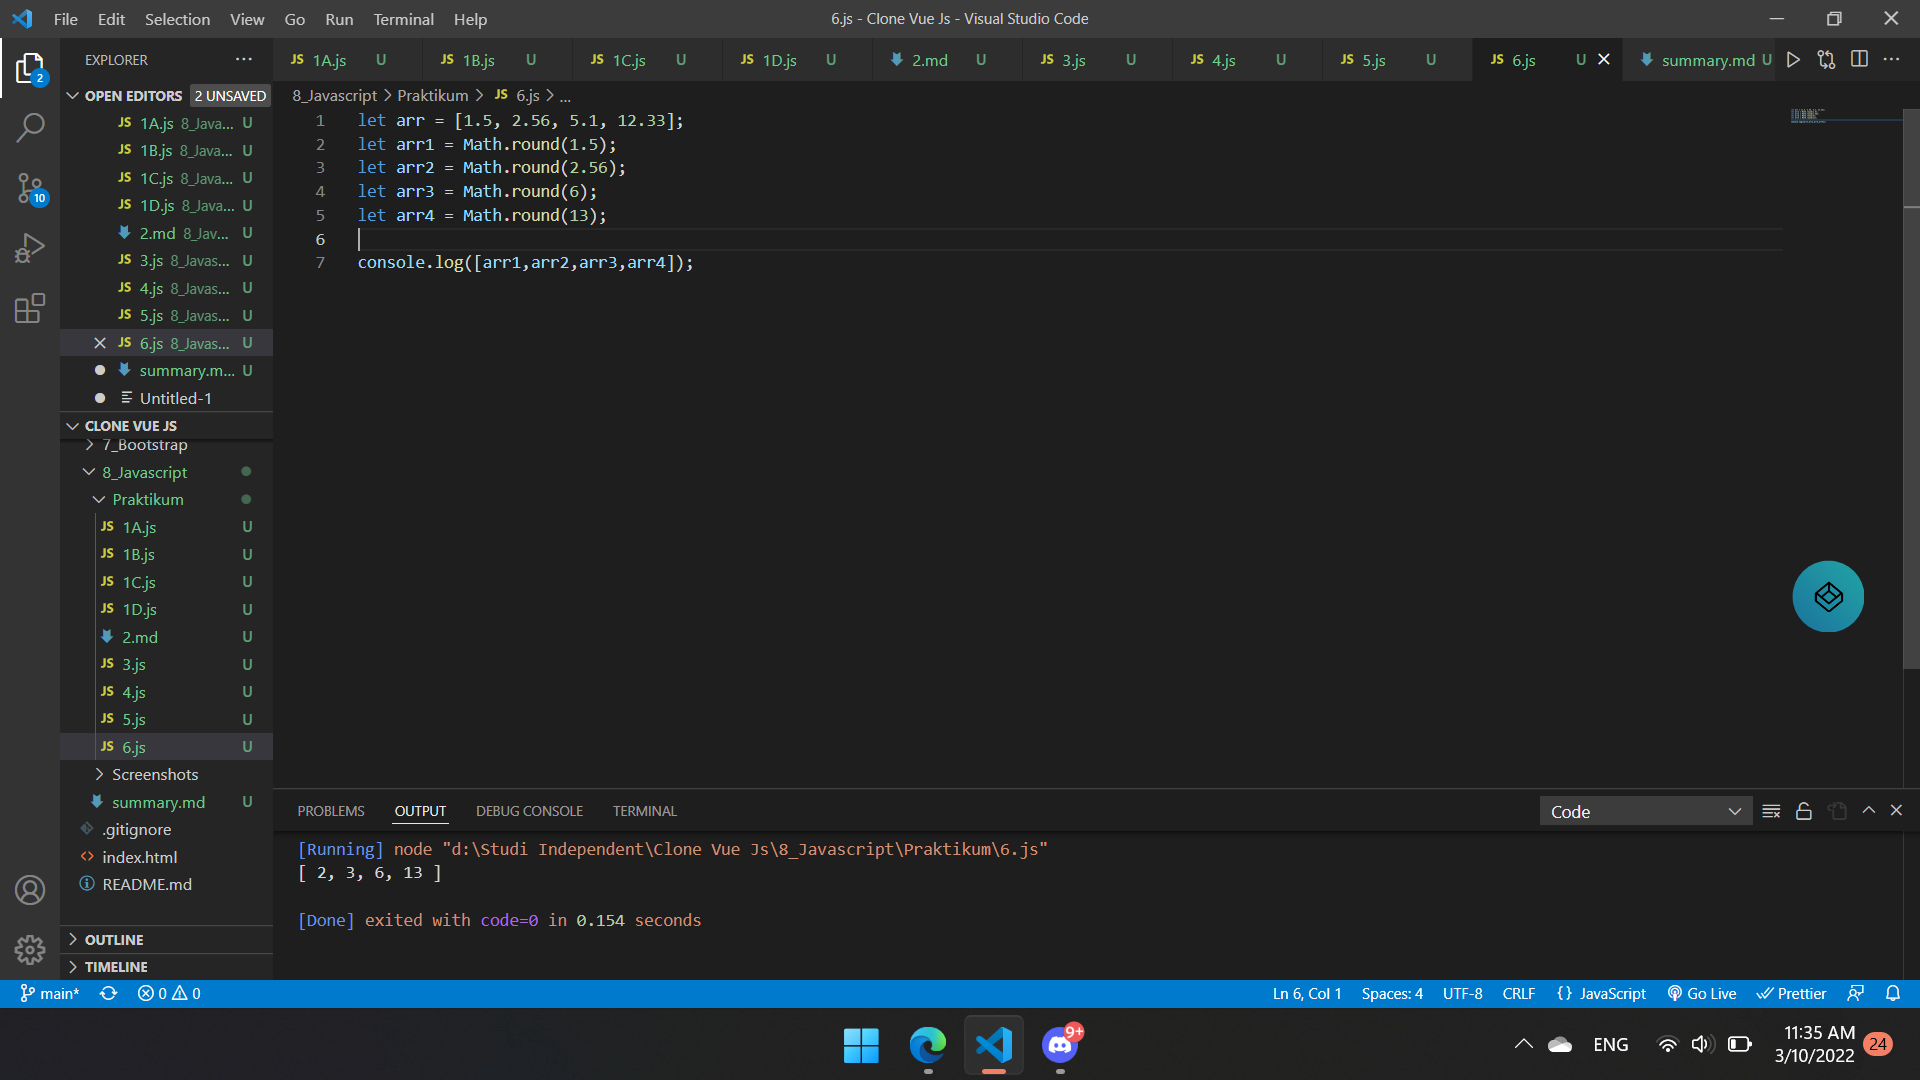 File Edit Selection View Go Run Terminal Help
6.js - Clone Vue Js - Visual Studio Code
EXPLORER
JS 1A.js U
JS 1B.js U
JS 1C.js U
JS 1D.js U
2.md U
JS 3.js U
JS 4.js U
JS 5.js U
JS 6.js U
summary.md U
2
10
OPEN EDITORS 2 UNSAVED
JS 1A.js 8_Java... U
JS 1B.js 8_Java... U
JS 1C.js 8_Java... U
JS 1D.js 8_Java... U
2.md 8_Jav... U
JS 3.js 8_Javas... U
JS 4.js 8_Javas... U
JS 5.js 8_Javas... U
JS 6.js 8_Javas... U
summary.m... U
Untitled-1
CLONE VUE JS
7_Bootstrap
8_Javascript
Praktikum
JS 1A.js U
JS 1B.js U
JS 1C.js U
JS 1D.js U
2.md U
JS 3.js U
JS 4.js U
JS 5.js U
JS 6.js U
Screenshots
summary.md U
.gitignore
index.html
README.md
OUTLINE
TIMELINE
8_Javascript > Praktikum > JS 6.js > ...
1 let arr = [1.5, 2.56, 5.1, 12.33];
2 let arr1 = Math.round(1.5);
3 let arr2 = Math.round(2.56);
4 let arr3 = Math.round(6);
5 let arr4 = Math.round(13);
6
7 console.log([arr1,arr2,arr3,arr4]);
PROBLEMS OUTPUT DEBUG CONSOLE TERMINAL
Code
[Running] node "d:\Studi Independent\Clone Vue Js\8_Javascript\Praktikum\6.js"
[ 2, 3, 6, 13 ]
[Done] exited with code=0 in 0.154 seconds
main* 0 0
Ln 6, Col 1 Spaces: 4 UTF-8 CRLF {} JavaScript Go Live Prettier
9+
ENG
11:35 AM
3/10/2022
24